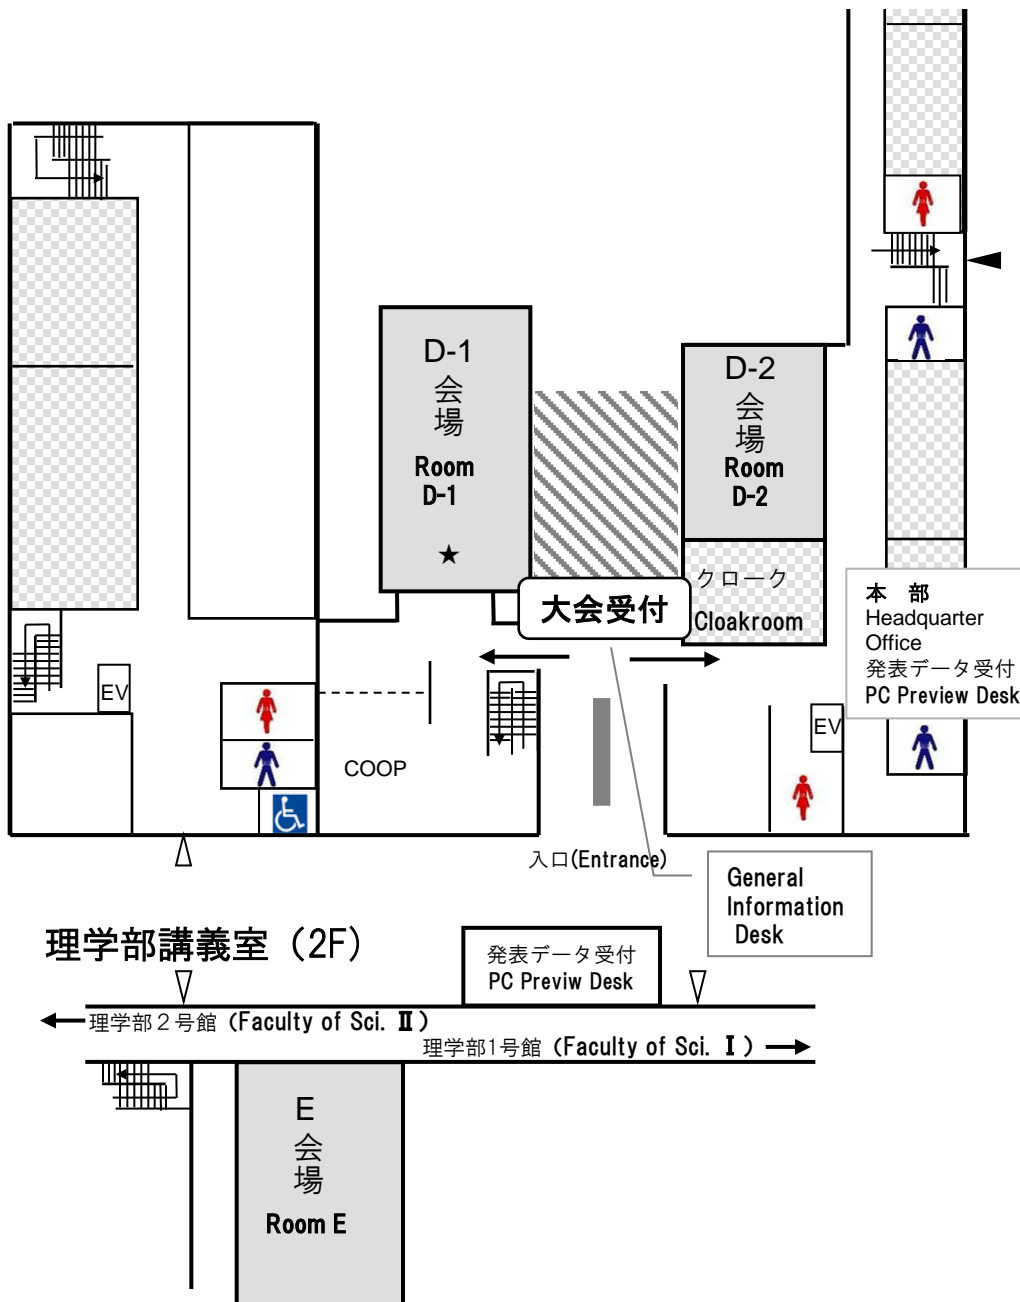 D-1
会
場
Room
D-1
★
D-2
会
場
Room
D-2
大会受付
クローク
Cloakroom
本 部
Headquarter
Office
発表データ受付
PC Preview Desk
EV
EV
COOP
入口(Entrance)
General
Information
Desk
理学部講義室（2F）
発表データ受付
PC Previw Desk
理学部２号館（Faculty of Sci. Ⅱ）
理学部1号館（Faculty of Sci. Ⅰ）
E
会
場
Room E